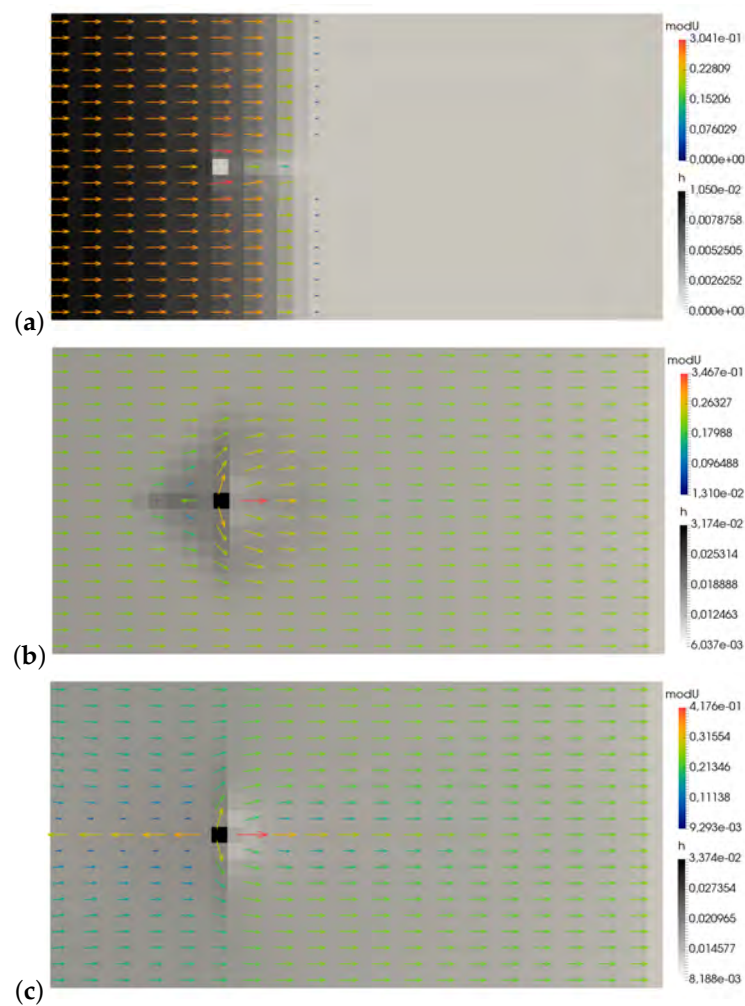 modU
3,041e-01
0,22809
0,15206
0,076029
0,000e+00
h
1,050e-02
0,0078758
0,0052505
0,0026252
0,000e+00
(a)
modU
3,467e-01
0,26327
0,17988
0,096488
1,310e-02
h
3,174e-02
0,025314
0,018888
0,012463
6,037e-03
(b)
modU
4,176e-01
0,31554
0,21346
0,11138
9,293e-03
h
3,374e-02
0,027354
0,020965
0,014577
8,188e-03
(c)